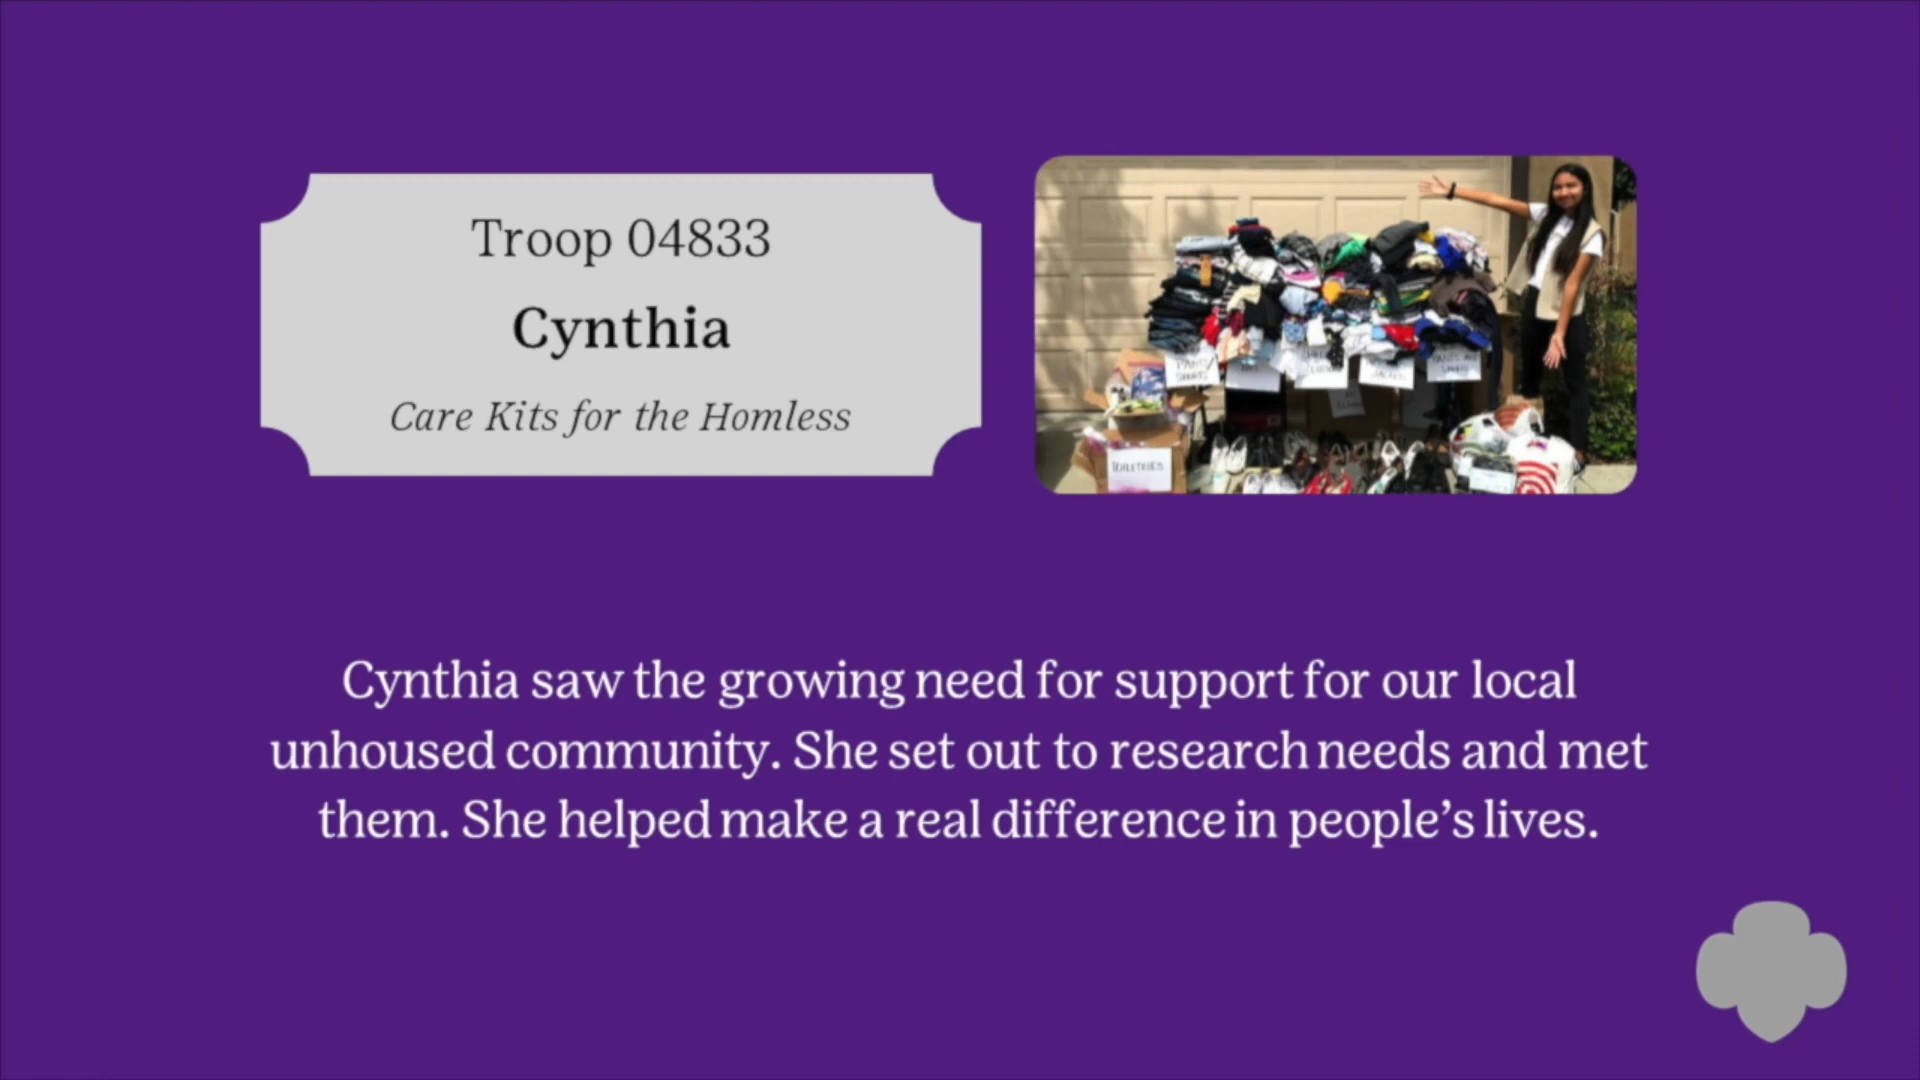 Troop 04833
Cynthia
Care Kits for the Homless
TOILETRIES
Cynthia saw the growing need for support for our local
unhoused community. She set out to research needs and met
them. She helped make a real difference in people’s lives.